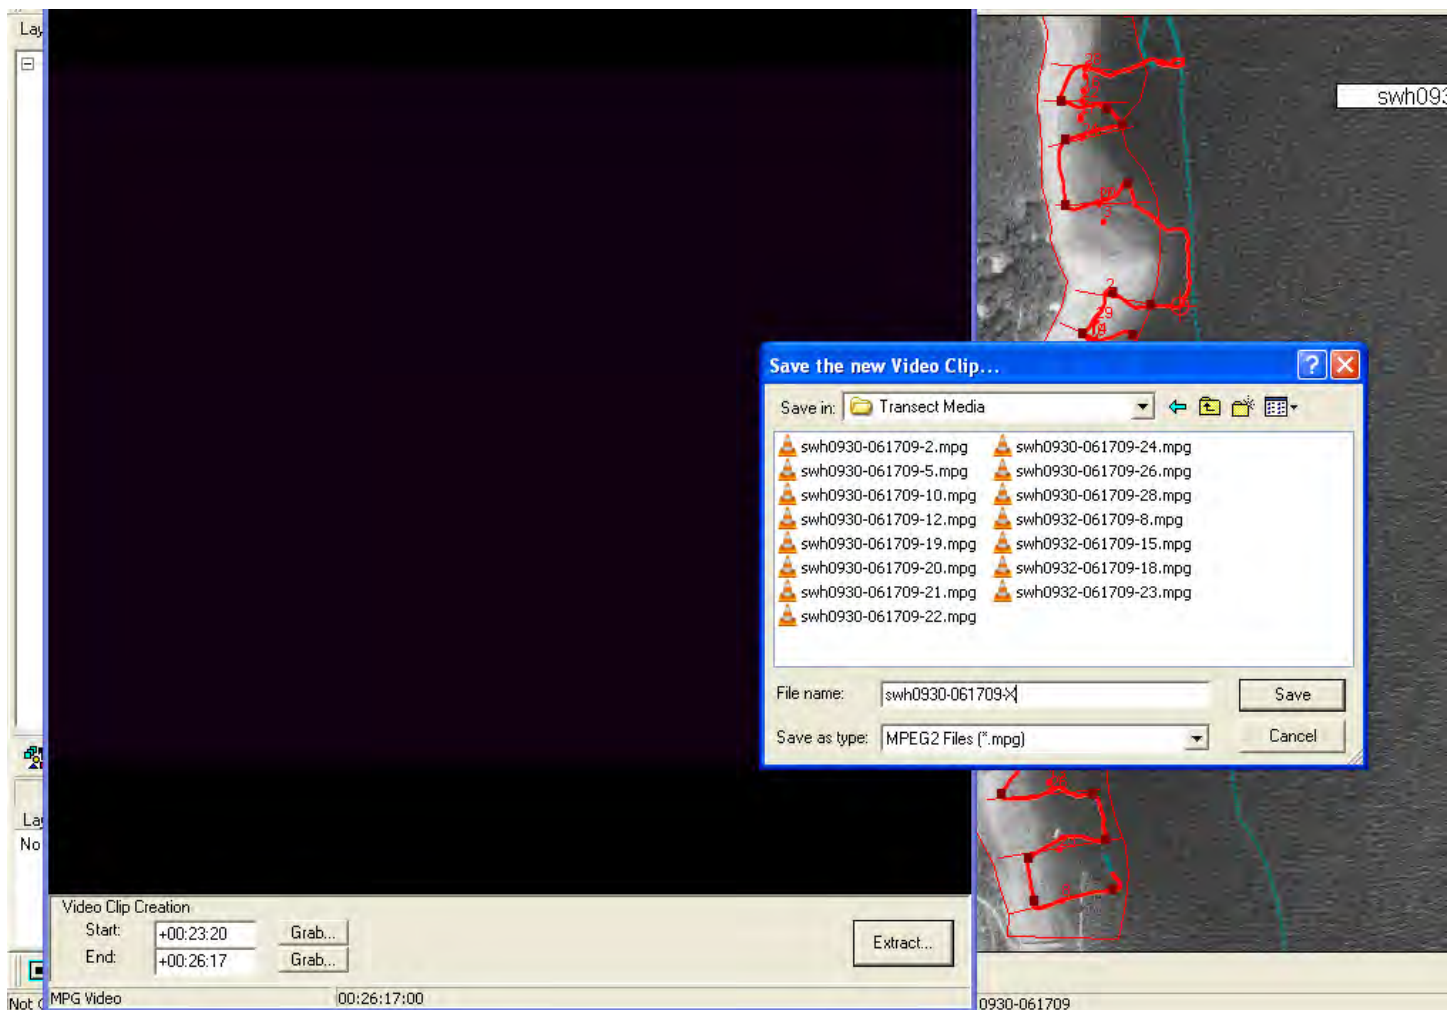 Lay
swh093
28
2
29
Save the new Video Clip...
Save in: Transect Media
swh0930-061709-2.mpg swh0930-061709-24.mpg
swh0930-061709-5.mpg swh0930-061709-26.mpg
swh0930-061709-10.mpg swh0930-061709-28.mpg
swh0930-061709-12.mpg swh0932-061709-8.mpg
swh0930-061709-19.mpg swh0932-061709-15.mpg
swh0930-061709-20.mpg swh0932-061709-18.mpg
swh0930-061709-21.mpg swh0932-061709-23.mpg
swh0930-061709-22.mpg
File name: swh0930-061709-X Save
Save as type: MPEG2 Files (*.mpg) Cancel
Lay
No
Video Clip Creation
Start: +00:23:20 Grab...
Extract...
End: +00:26:17 Grab...
Not MPG Video 00:26:17:00 0930-061709